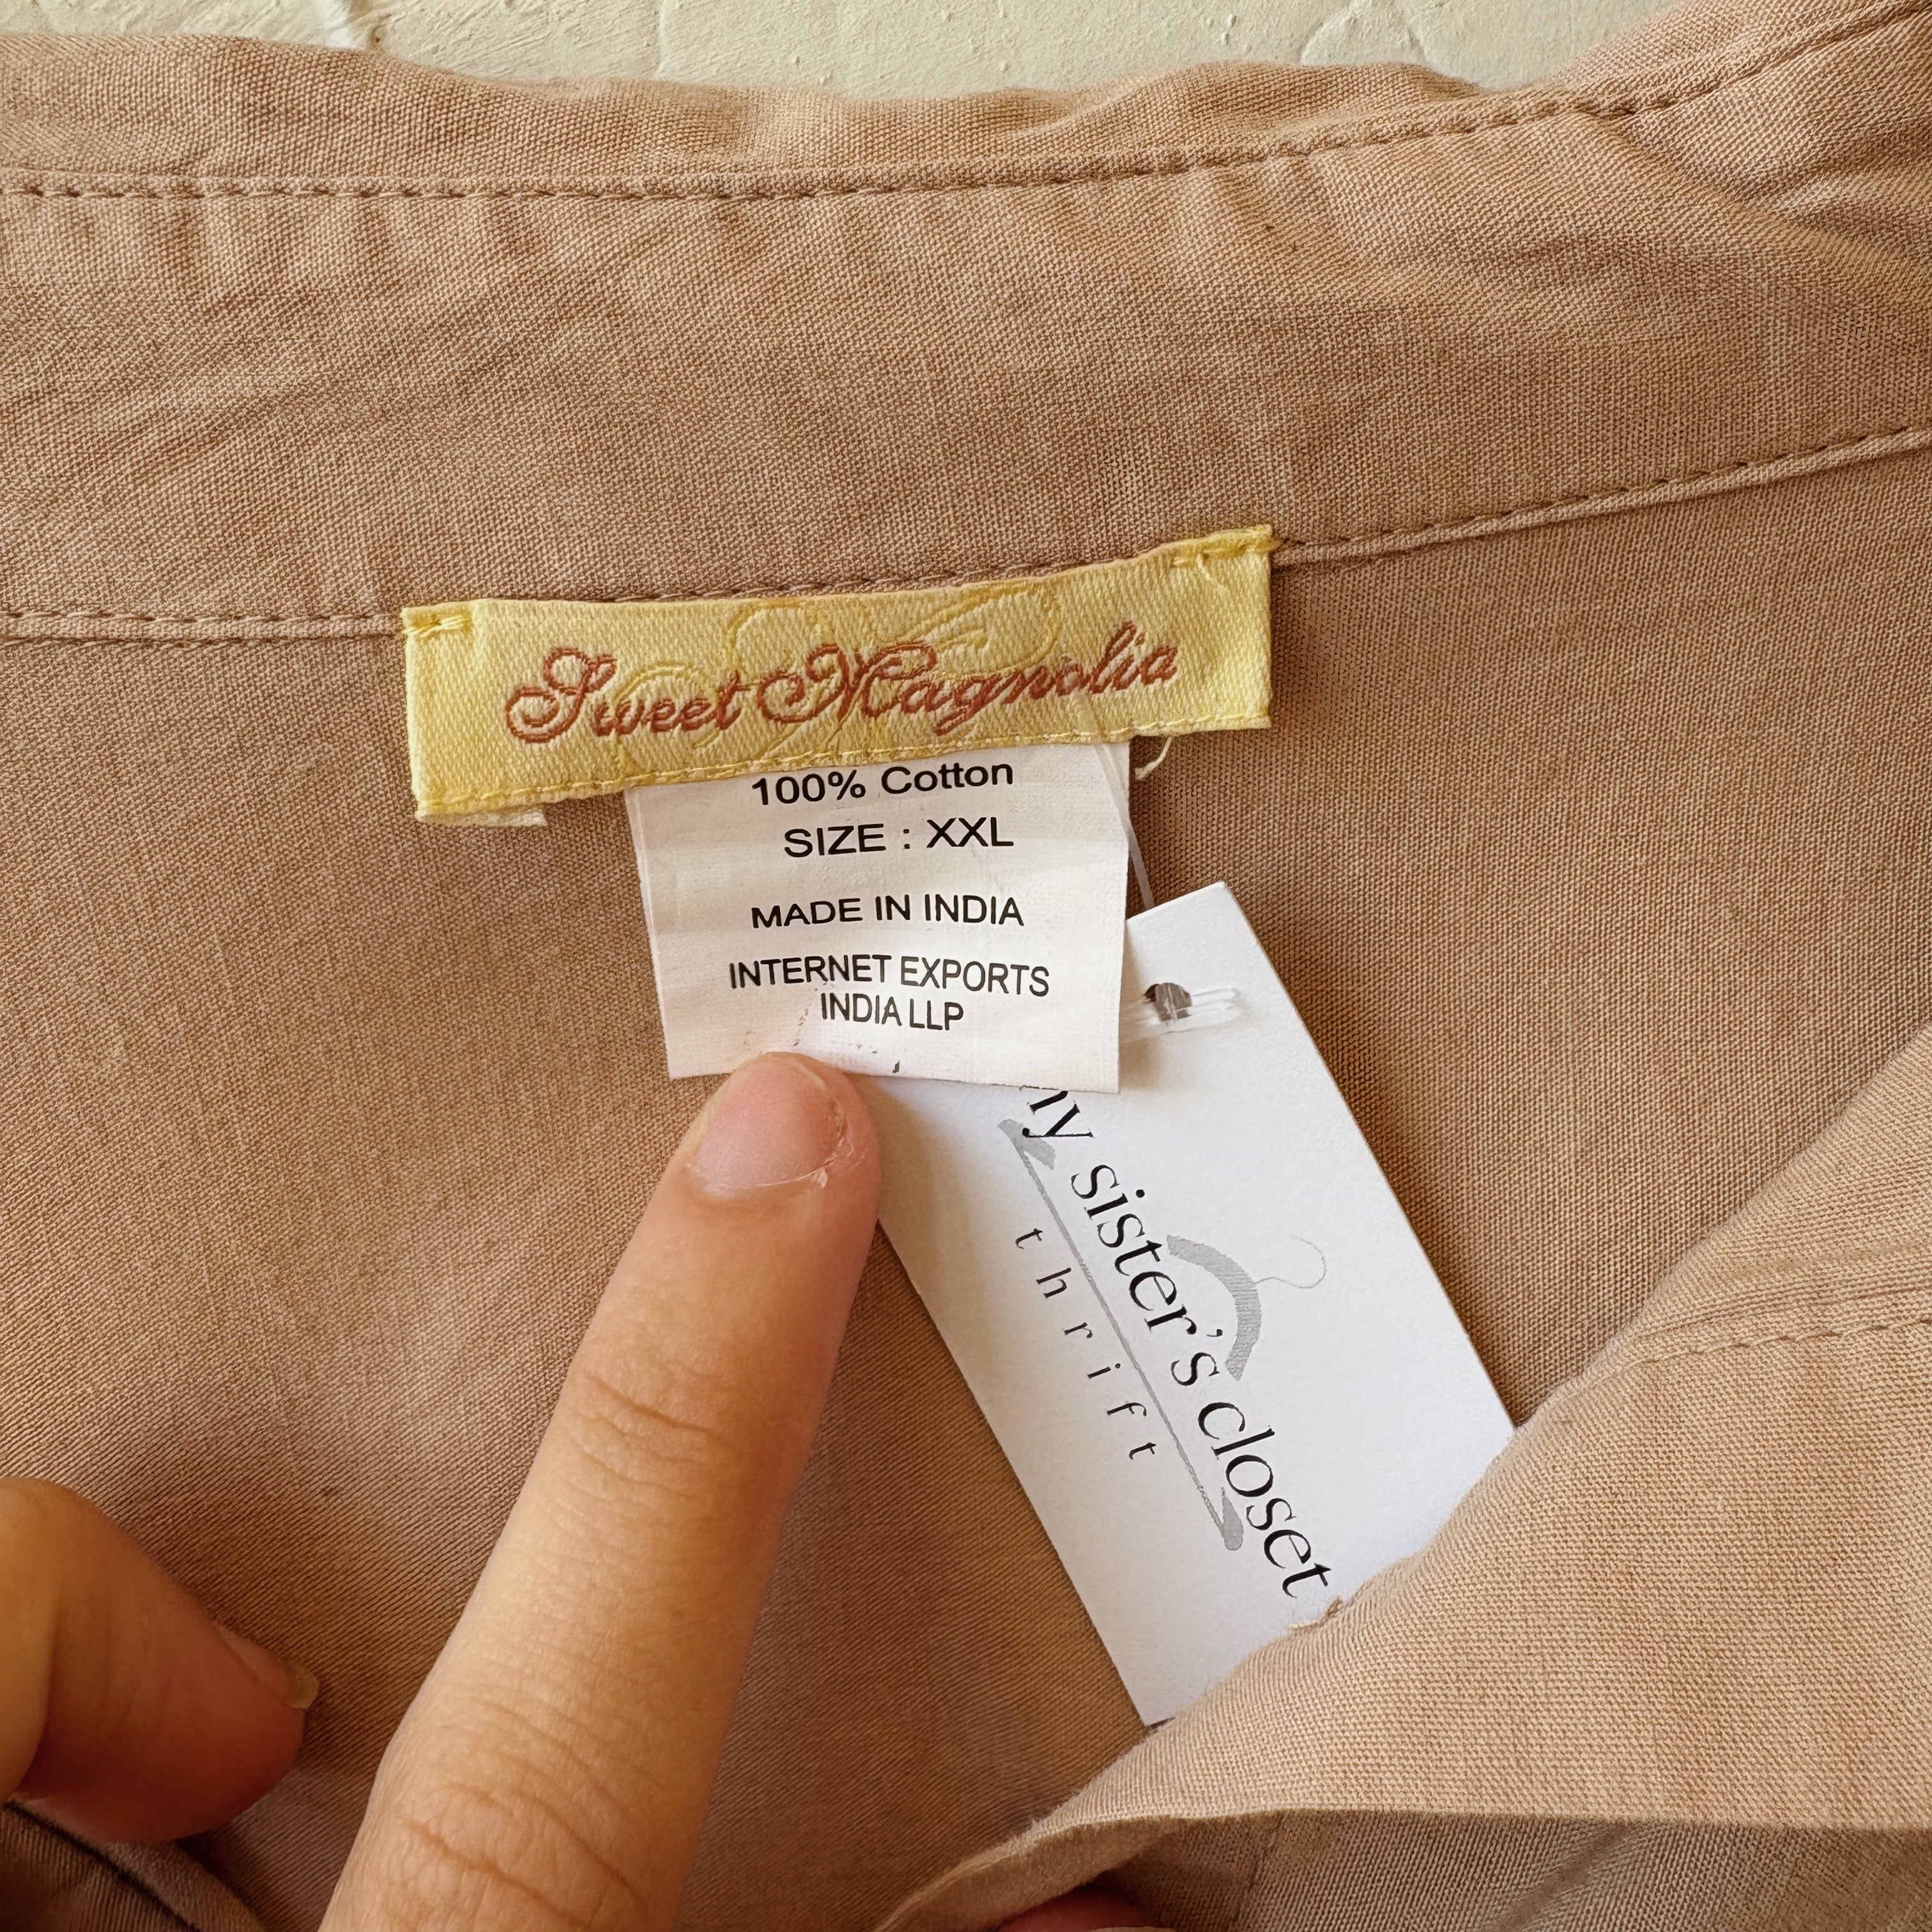 Sweet Magnolia
100% Cotton
SIZE : XXL
MADE IN INDIA
INTERNET EXPORTS
INDIA LLP
sister's closet
thrift